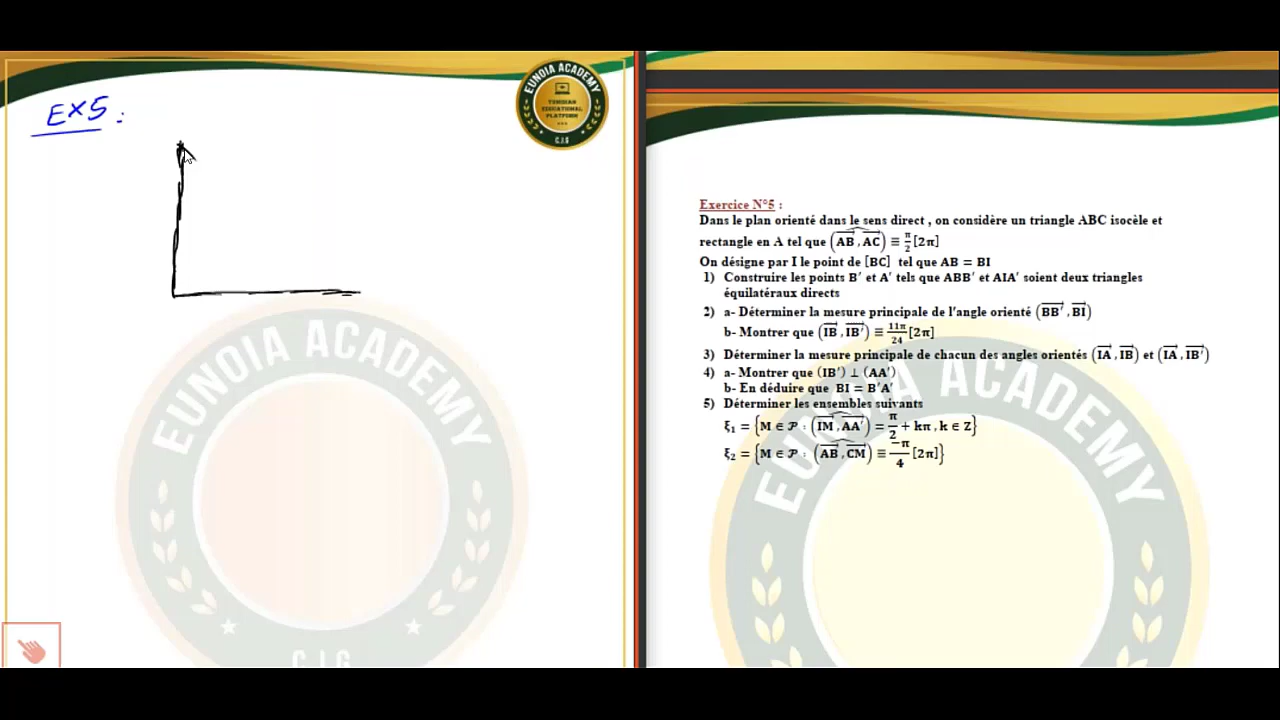 EX5 :
EUNOIA ACADEMY
TUNISIAN
EDUCATIONAL
PLATFORM
C.I.G
EUNOIA ACADEMY
C.I.G
Exercice N°5 :
Dans le plan orienté dans le sens direct , on considère un triangle ABC isocèle et
rectangle en A tel que (AB⃗ , AC⃗) ≡ π/2 [2π]
On désigne par I le point de [BC] tel que AB = BI
1) Construire les points B′ et A′ tels que ABB′ et AIA′ soient deux triangles
équilatéraux directs
2) a- Déterminer la mesure principale de l'angle orienté (BB′⃗ , BI⃗)
b- Montrer que (IB⃗ , IB′⃗) ≡ 11π/24 [2π]
3) Déterminer la mesure principale de chacun des angles orientés (IA⃗ , IB⃗) et (IA⃗ , IB′⃗)
4) a- Montrer que (IB′) ⊥ (AA′)
b- En déduire que BI = B′A′
5) Déterminer les ensembles suivants
ξ₁ = {M ∈ 𝒫 : (IM⃗ , AA′⃗) = π/2 + kπ , k ∈ Z}
ξ₂ = {M ∈ 𝒫 : (AB⃗ , CM⃗) ≡ −π/4 [2π]}
EUNOIA ACADEMY